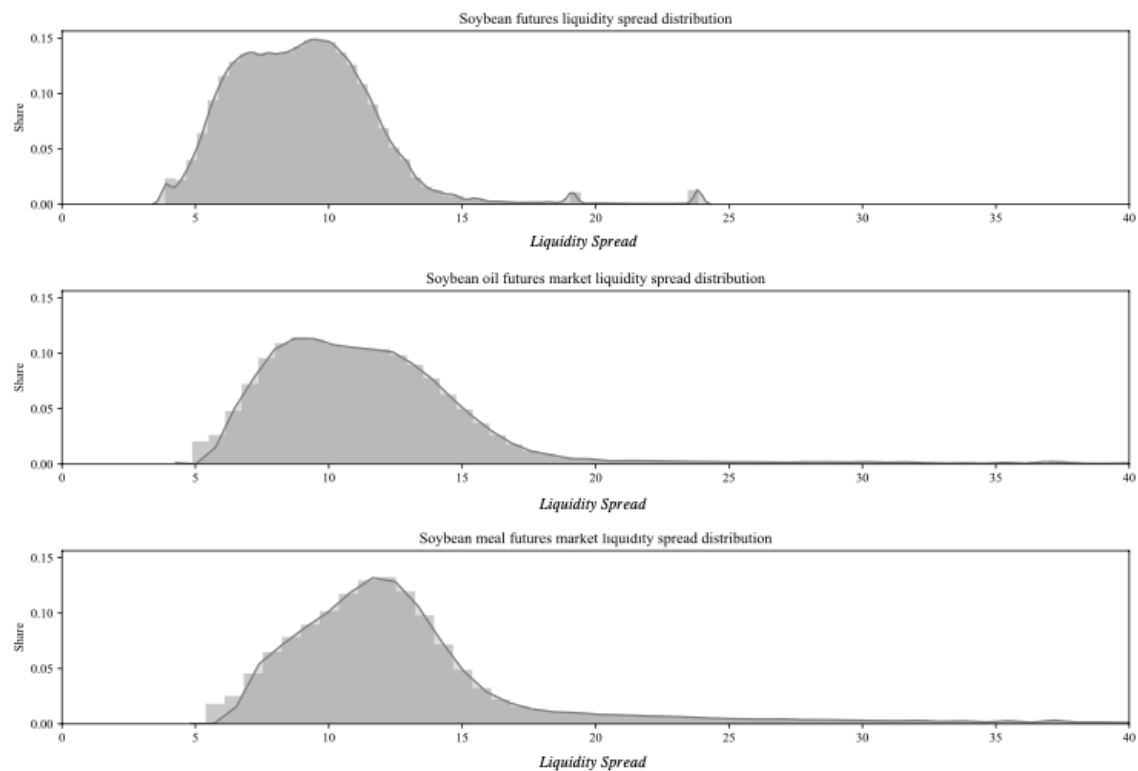 Soybean futures liquidity spread distribution
0.15
0.10
0.05
0.00
Share
0 5 10 15 20 25 30 35 40
Liquidity Spread
Soybean oil futures market liquidity spread distribution
0.15
0.10
0.05
0.00
Share
0 5 10 15 20 25 30 35 40
Liquidity Spread
Soybean meal futures market liquidity spread distribution
0.15
0.10
0.05
0.00
Share
0 5 10 15 20 25 30 35 40
Liquidity Spread